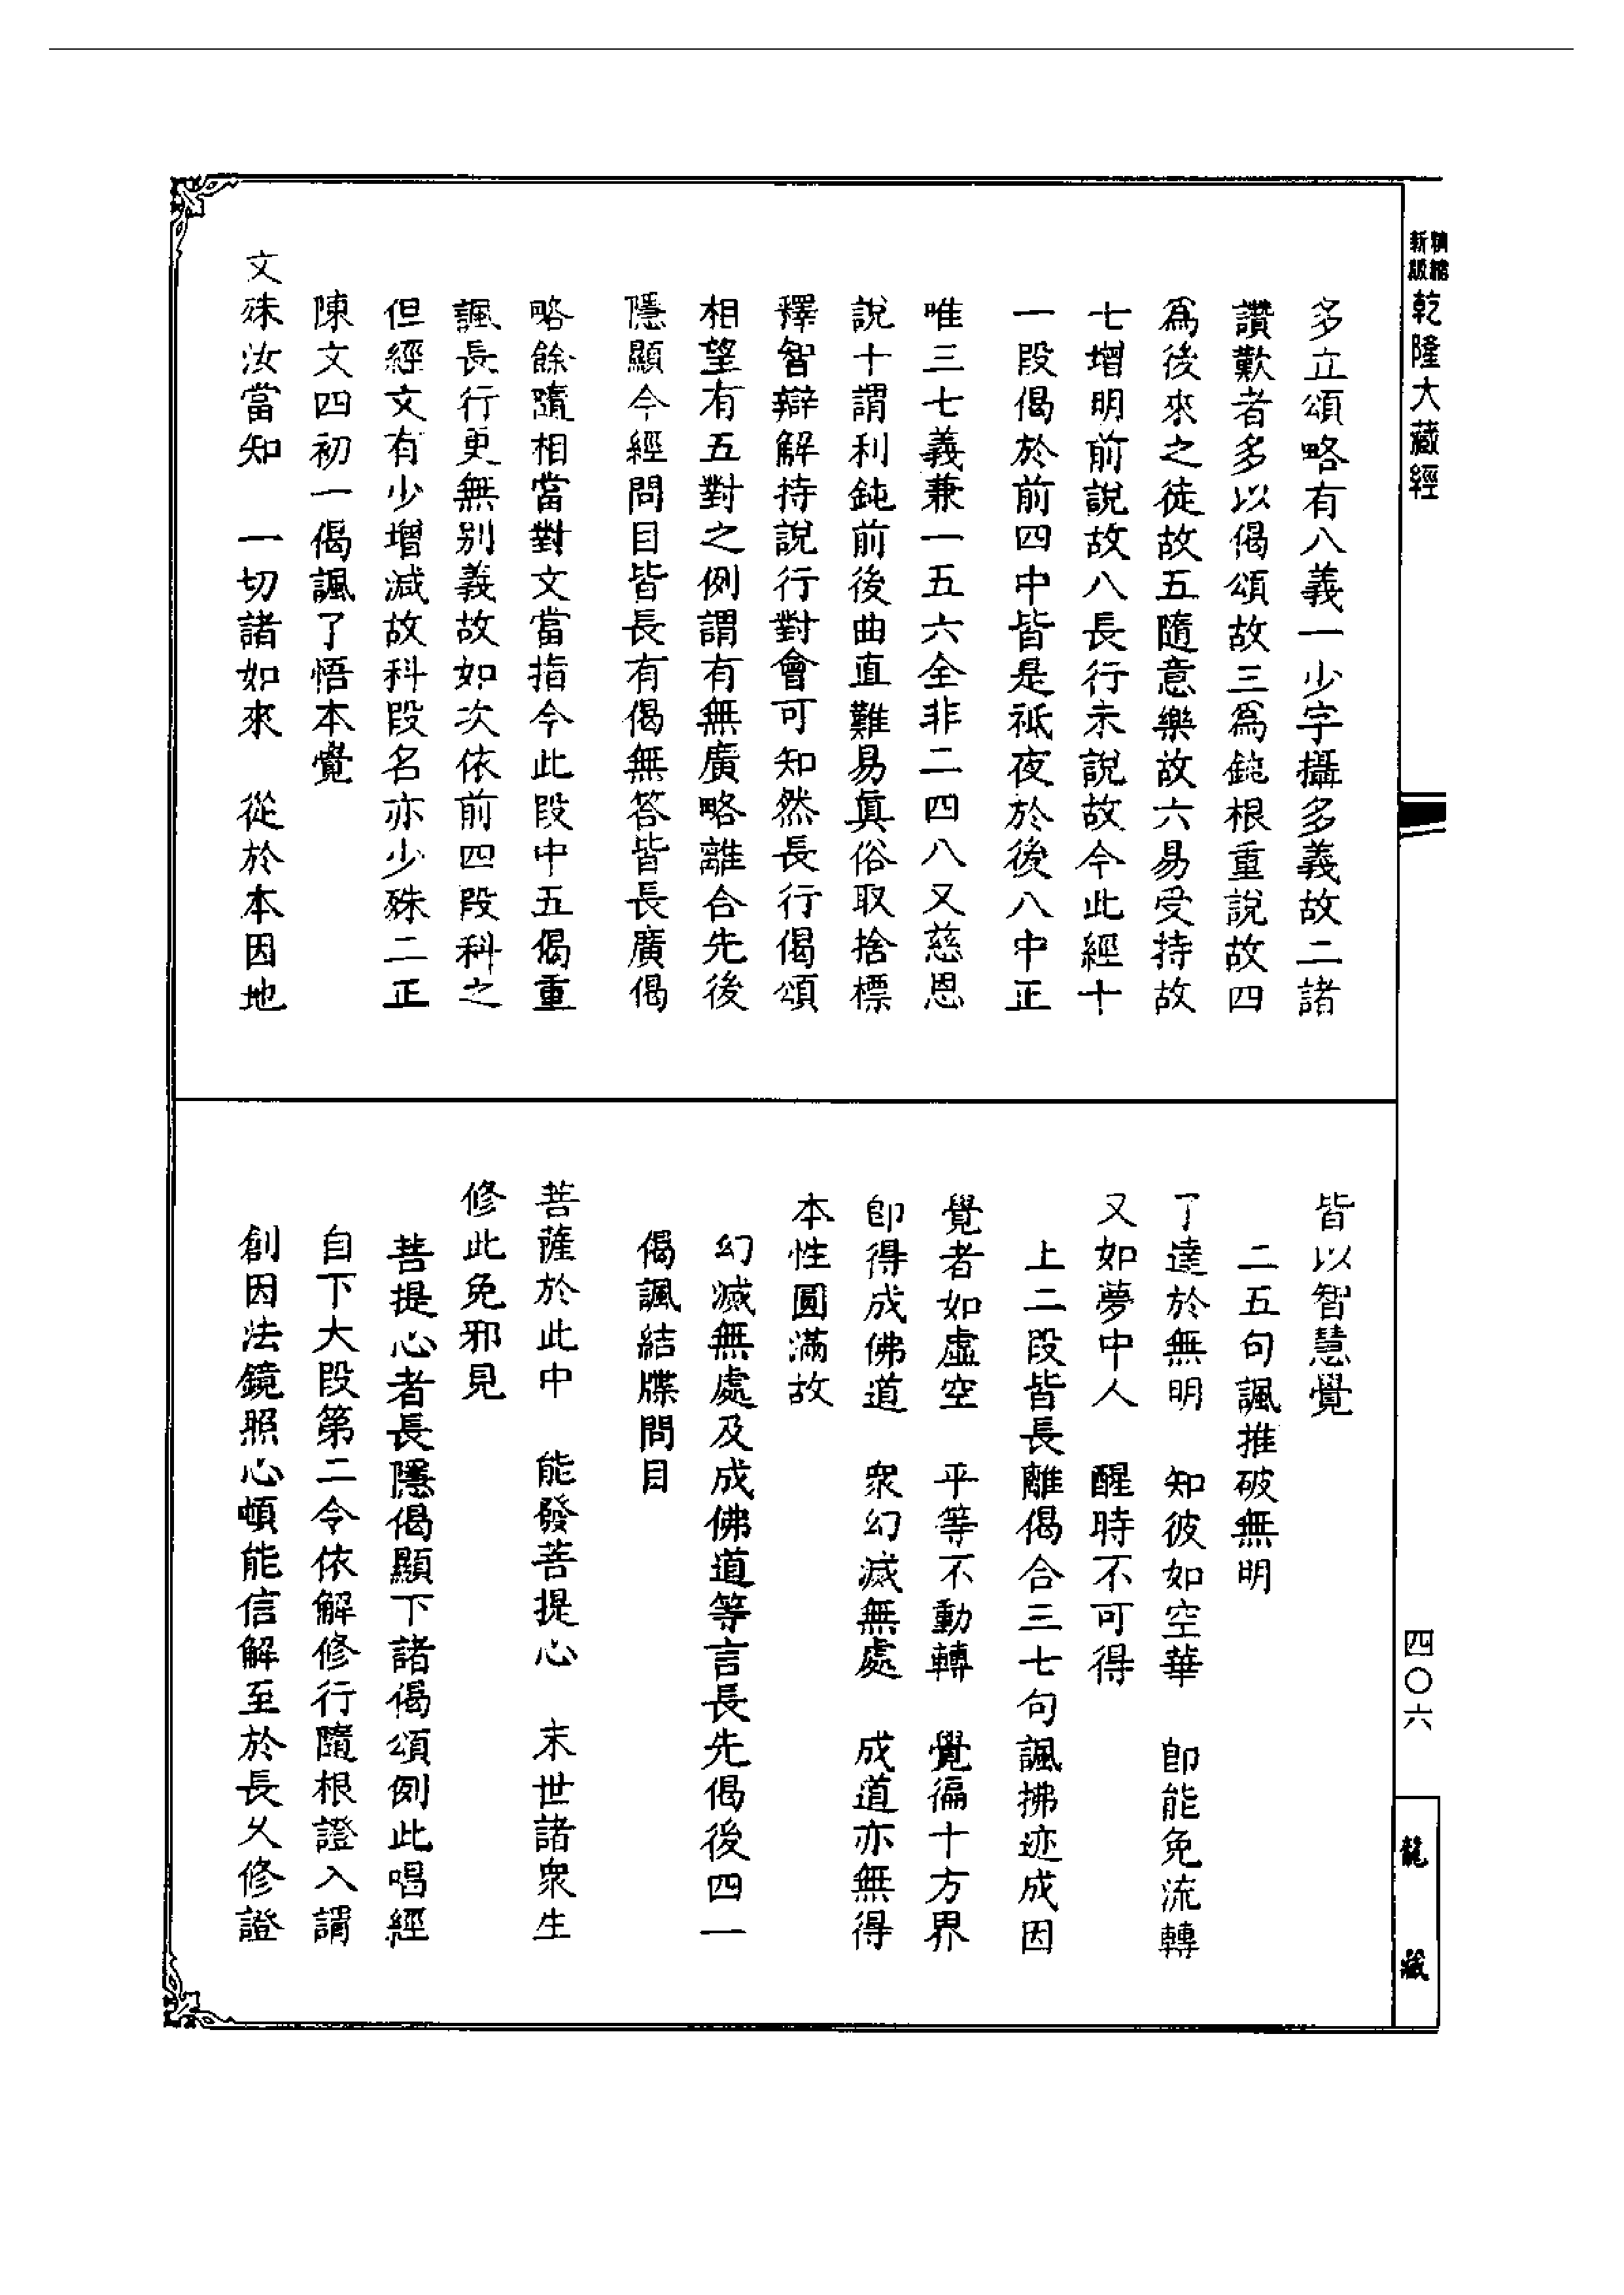 精縮
新版
乾隆大藏經
多立頌略有八義一少字攝多義故二諸
讚歎者多以偈頌故三為鈍根重說故四
為後來之徒故五隨意樂故六易受持故
七增明前說故八長行未說故今此經十
一段偈於前四中皆是祇夜於後八中正
唯三七義兼一五六全非二四八又慈恩
說十謂利鈍前後曲直難易真俗取捨標
釋智辯解持說行對會可知然長行偈頌
相望有五對之例謂有無廣略離合先後
隱顯今經問目皆長有偈無答皆長廣偈
略餘隨相當對文當指今此段中五偈重
諷長行更無別義故如次依前四段科之
但經文有少增減故科段名亦少殊二正
陳文四初一偈諷了悟本覺
文殊汝當知　一切諸如來　從於本因地
皆以智慧覺
二五句諷推破無明
了達於無明　知彼如空華　即能免流轉
又如夢中人　醒時不可得
上二段皆長離偈合三七句諷拂迹成因
覺者如虛空　平等不動轉　覺徧十方界
即得成佛道　衆幻滅無處　成道亦無得
本性圓滿故
幻滅無處及成佛道等言長先偈後四一
偈諷結牒問目
菩薩於此中　能發菩提心　末世諸衆生
修此免邪見
菩提心者長隱偈顯下諸偈頌例此唱經
自下大段第二令依解修行隨根證入謂
創因法鏡照心頓能信解至於長久修證
四〇六
龍藏